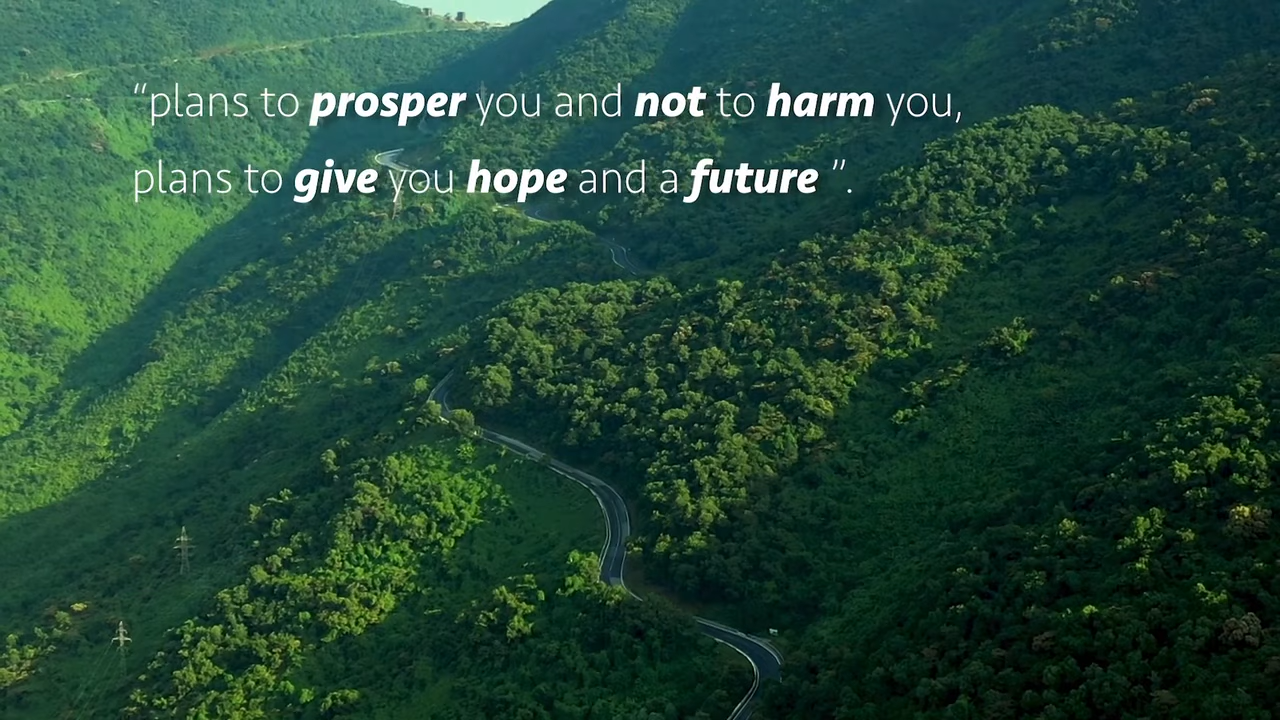 “plans to prosper you and not to harm you,
plans to give you hope and a future ”.